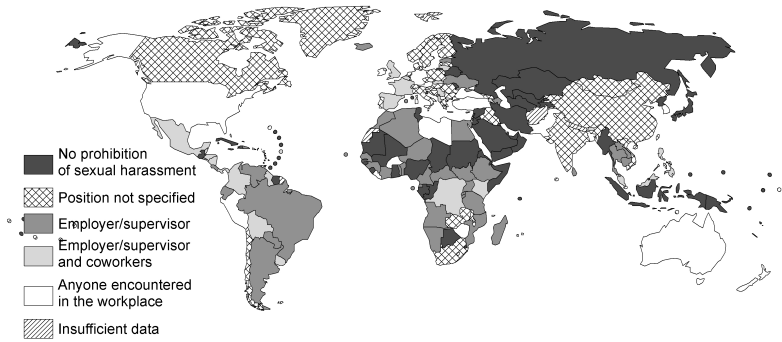 No prohibition
of sexual harassment
Position not specified
Employer/supervisor
Employer/supervisor
and coworkers
Anyone encountered
in the workplace
Insufficient data